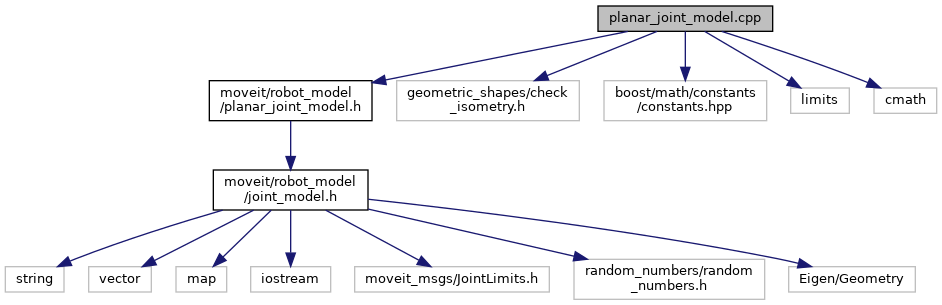 planar_joint_model.cpp
moveit/robot_model
/planar_joint_model.h
geometric_shapes/check
_isometry.h
boost/math/constants
/constants.hpp
limits
cmath
moveit/robot_model
/joint_model.h
string
vector
map
iostream
moveit_msgs/JointLimits.h
random_numbers/random
_numbers.h
Eigen/Geometry